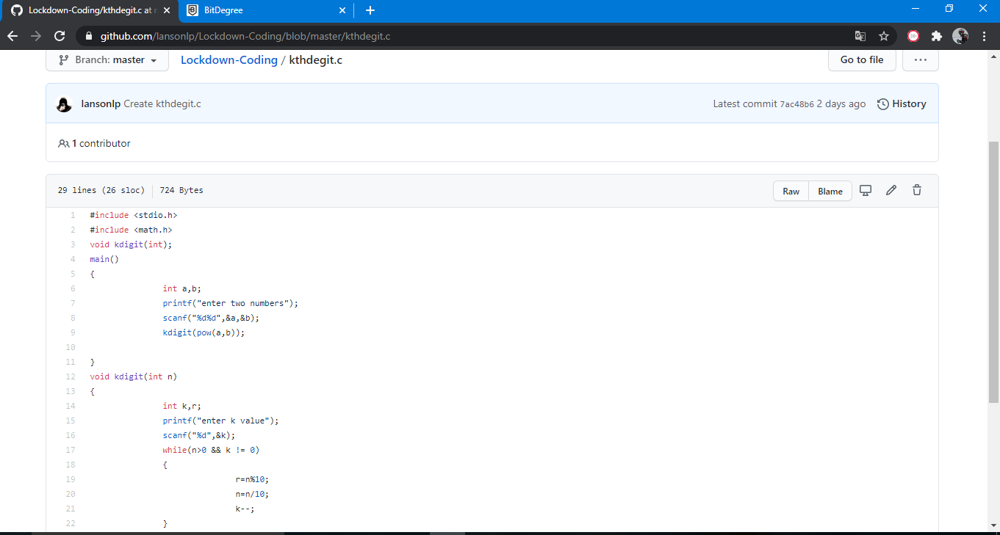 Lockdown-Coding/kthdegit.c at
BitDegree
github.com/lansonlp/Lockdown-Coding/blob/master/kthdegit.c
Branch: master
Lockdown-Coding / kthdegit.c
Go to file
lansonlp Create kthdegit.c
Latest commit 7ac48b6 2 days ago
History
1 contributor
29 lines (26 sloc)
724 Bytes
Raw
Blame
1 #include <stdio.h>
2 #include <math.h>
3 void kdigit(int);
4 main()
5 {
6 int a,b;
7 printf("enter two numbers");
8 scanf("%d%d",&a,&b);
9 kdigit(pow(a,b));
10
11 }
12 void kdigit(int n)
13 {
14 int k,r;
15 printf("enter k value");
16 scanf("%d",&k);
17 while(n>0 && k != 0)
18 {
19 r=n%10;
20 n=n/10;
21 k--;
22 }